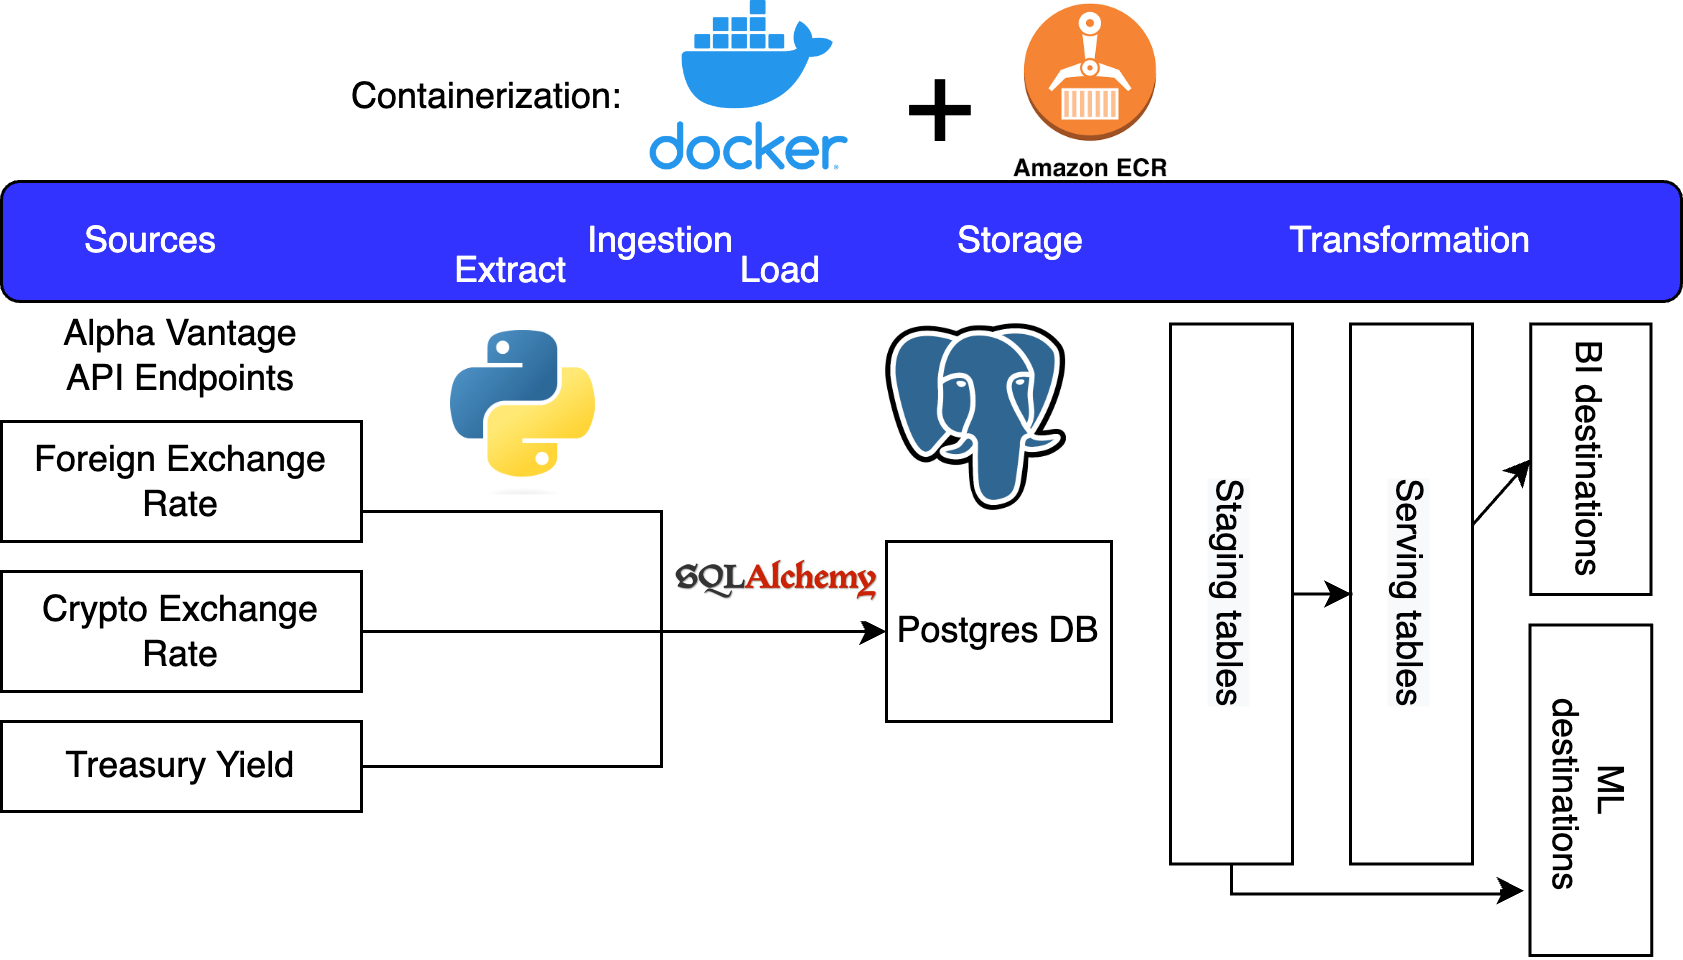 Containerization:
docker
Amazon ECR
Sources
Ingestion
Storage
Transformation
Extract
Load
Alpha Vantage
API Endpoints
Foreign Exchange
Rate
Crypto Exchange
Rate
Treasury Yield
SQLAlchemy
Postgres DB
Staging tables
Serving tables
BI destinations
ML
destinations